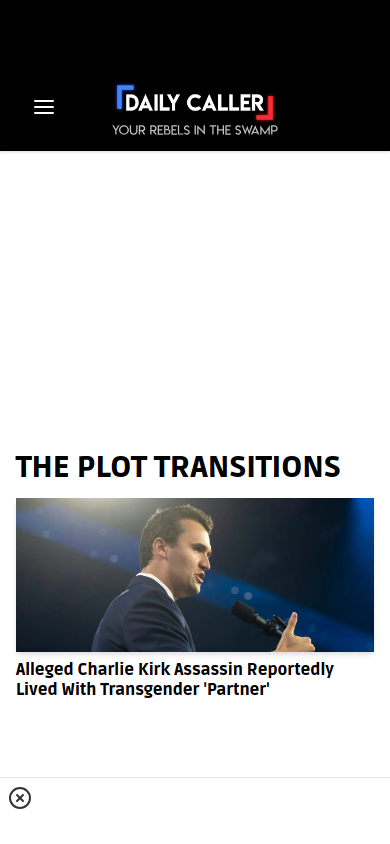 DAILY CALLER
YOUR REBELS IN THE SWAMP
THE PLOT TRANSITIONS
Alleged Charlie Kirk Assassin Reportedly
Lived With Transgender 'Partner'